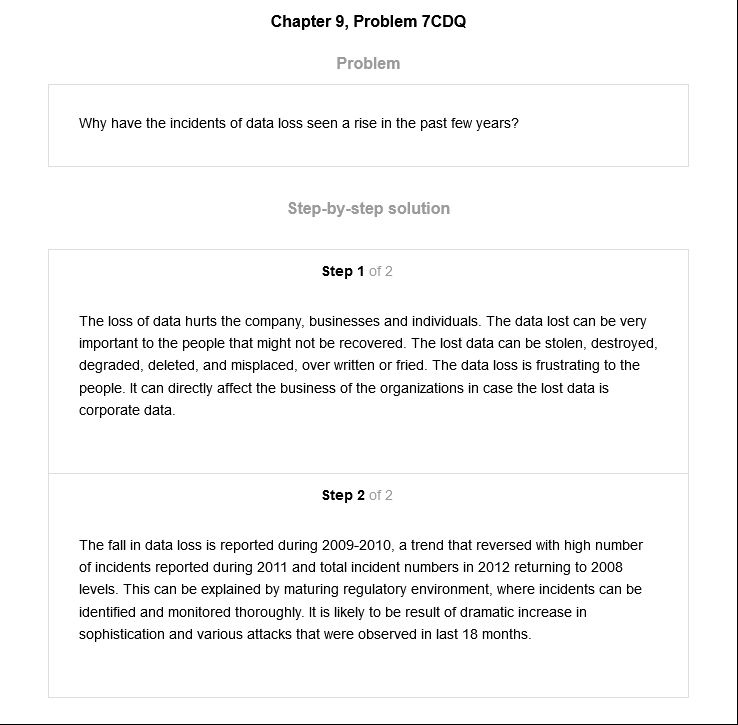 Chapter 9, Problem 7CDQ
Problem
Why have the incidents of data loss seen a rise in the past few years?
Step-by-step solution
Step 1 of 2
The loss of data hurts the company, businesses and individuals. The data lost can be very
important to the people that might not be recovered. The lost data can be stolen, destroyed,
degraded, deleted, and misplaced, over written or fried. The data loss is frustrating to the
people. It can directly affect the business of the organizations in case the lost data is
corporate data.
Step 2 of 2
The fall in data loss is reported during 2009-2010, a trend that reversed with high number
of incidents reported during 2011 and total incident numbers in 2012 returning to 2008
levels. This can be explained by maturing regulatory environment, where incidents can be
identified and monitored thoroughly. It is likely to be result of dramatic increase in
sophistication and various attacks that were observed in last 18 months.